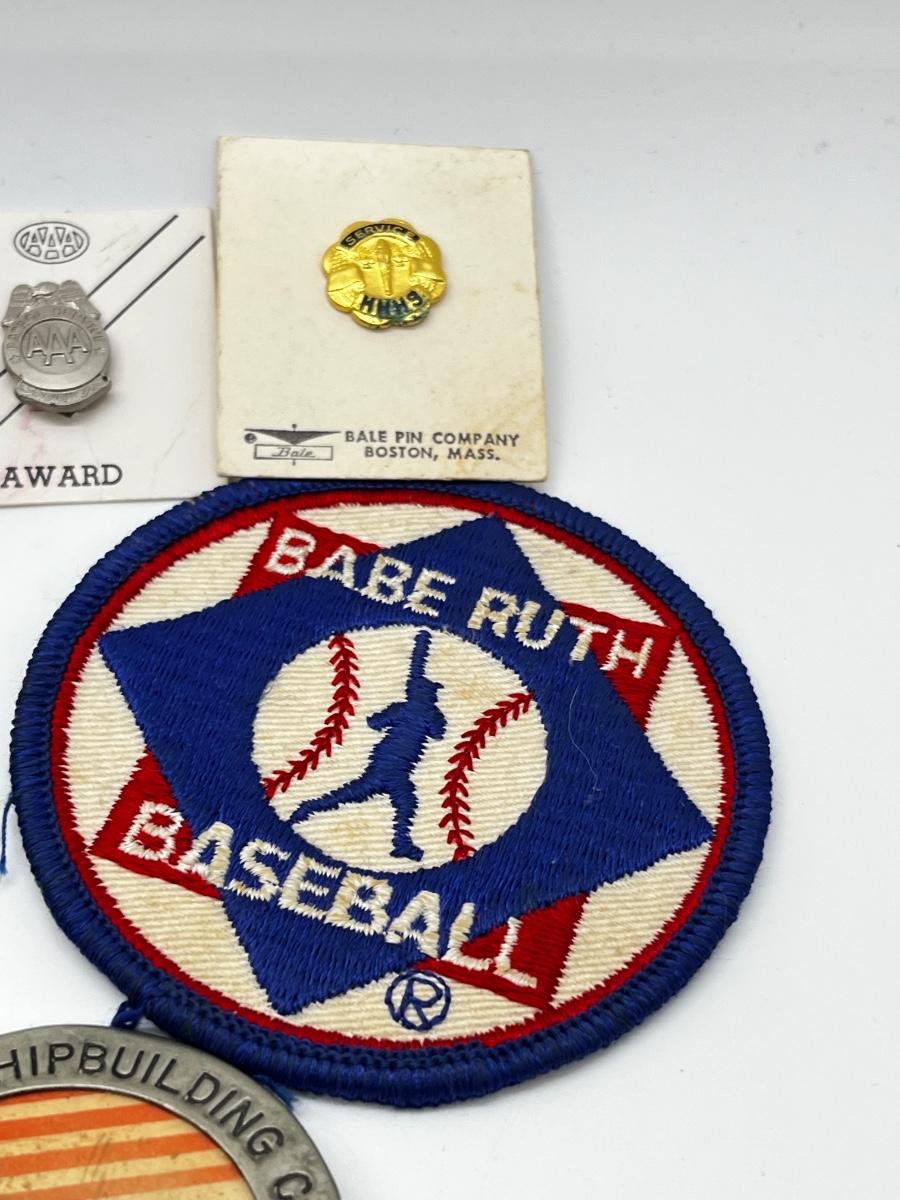 AAA
AAA
AWARD
SERVICE
HHHS
Bale
BALE PIN COMPANY
BOSTON, MASS.
BABE RUTH
BASEBALL
®
HIPBUILDING C